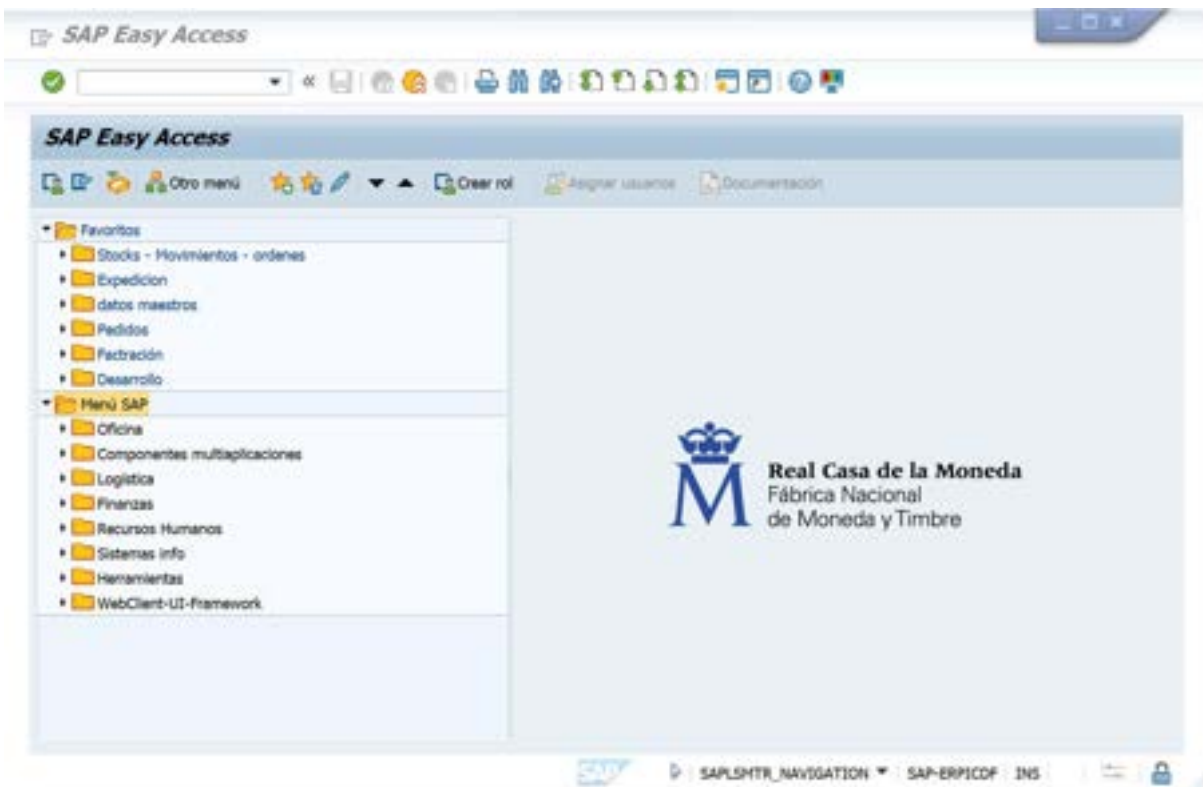 SAP Easy Access
SAP Easy Access
Otro menú Crear rol Asignar usuarios Documentación
Favoritos
Stocks - Movimientos - ordenes
Expedicion
datos maestros
Pedidos
Factración
Desarrollo
Menú SAP
Oficina
Componentes multiaplicaciones
Logística
Finanzas
Recursos Humanos
Sistemas info
Herramientas
WebClient-UI-Framework
Real Casa de la Moneda
Fábrica Nacional
de Moneda y Timbre
SAP SAPLSMTR_NAVIGATION SAP-ERPICOF INS